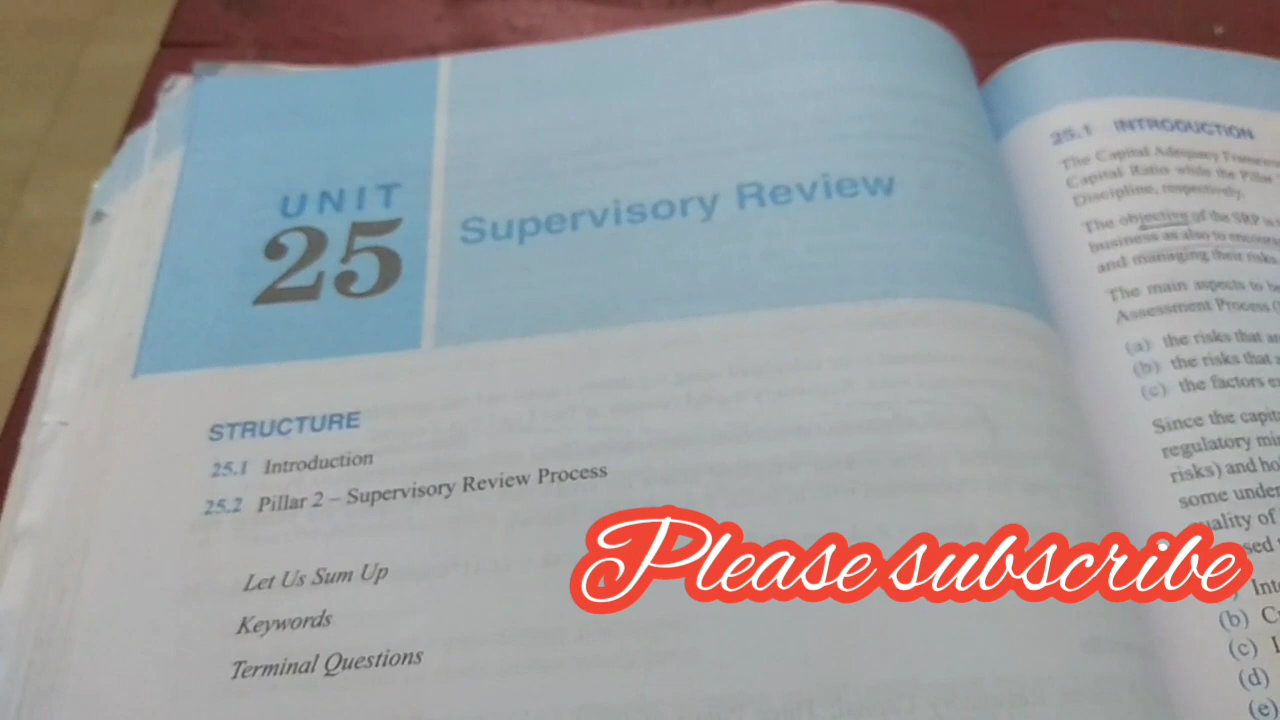 UNIT
25
Supervisory Review
STRUCTURE
25.1 Introduction
25.2 Pillar 2 – Supervisory Review Process
Let Us Sum Up
Keywords
Terminal Questions
Please subscribe
25.1 INTRODUCTION
The Capital Adequacy
Capital Ratio while the Pillar
Discipline, respectively.
The objective of the SRP is
business as also to
and managing their risks
The main aspects to be
Assessment Process (
(a) the risks that
(b) the risks that
(c) the factors
Since the
regulatory
risks) and
some
quality of
(b)
(c)
(d)
(e)